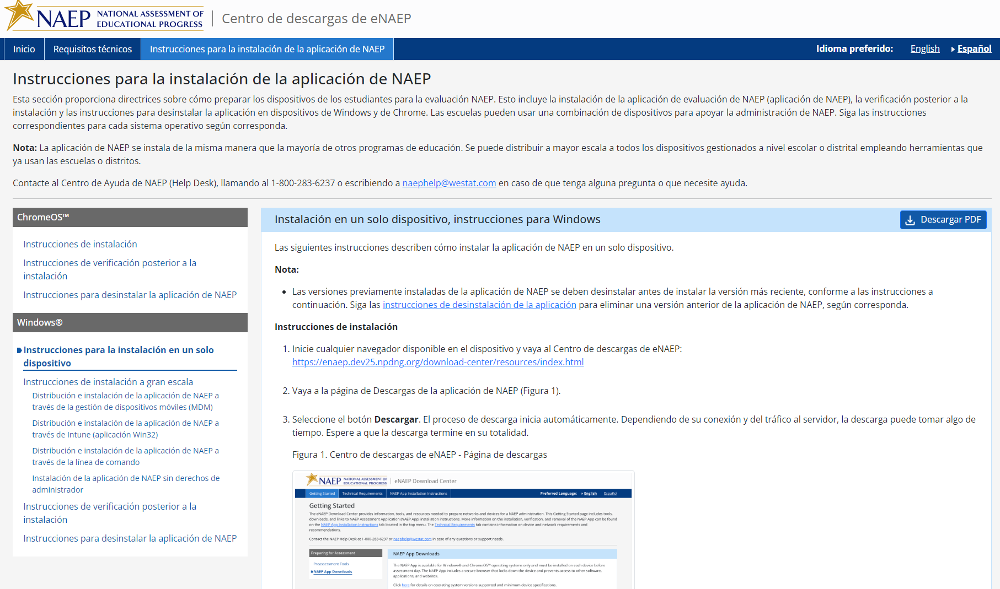 NAEP NATIONAL ASSESSMENT OF
EDUCATIONAL PROGRESS
Centro de descargas de eNAEP
Inicio
Requisitos técnicos
Instrucciones para la instalación de la aplicación de NAEP
Idioma preferido:
English
Español
Instrucciones para la instalación de la aplicación de NAEP
Esta sección proporciona directrices sobre cómo preparar los dispositivos de los estudiantes para la evaluación NAEP. Esto incluye la instalación de la aplicación de evaluación de NAEP (aplicación de NAEP), la verificación posterior a la
instalación y las instrucciones para desinstalar la aplicación en dispositivos de Windows y de Chrome. Las escuelas pueden usar una combinación de dispositivos para apoyar la administración de NAEP. Siga las instrucciones
correspondientes para cada sistema operativo según corresponda.
Nota: La aplicación de NAEP se instala de la misma manera que la mayoría de otros programas de educación. Se puede distribuir a mayor escala a todos los dispositivos gestionados a nivel escolar o distrital empleando herramientas que
ya usan las escuelas o distritos.
Contacte al Centro de Ayuda de NAEP (Help Desk), llamando al 1-800-283-6237 o escribiendo a naephelp@westat.com en caso de que tenga alguna pregunta o que necesite ayuda.
ChromeOS™
Instrucciones de instalación
Instrucciones de verificación posterior a la
instalación
Instrucciones para desinstalar la aplicación de NAEP
Windows®
Instrucciones para la instalación en un solo
dispositivo
Instrucciones de instalación a gran escala
Distribución e instalación de la aplicación de NAEP a
través de la gestión de dispositivos móviles (MDM)
Distribución e instalación de la aplicación de NAEP a
través de Intune (aplicación Win32)
Distribución e instalación de la aplicación de NAEP a
través de la línea de comando
Instalación de la aplicación de NAEP sin derechos de
administrador
Instrucciones de verificación posterior a la
instalación
Instrucciones para desinstalar la aplicación de NAEP
Instalación en un solo dispositivo, instrucciones para Windows
Descargar PDF
Las siguientes instrucciones describen cómo instalar la aplicación de NAEP en un solo dispositivo.
Nota:
• Las versiones previamente instaladas de la aplicación de NAEP se deben desinstalar antes de instalar la versión más reciente, conforme a las instrucciones a
continuación. Siga las instrucciones de desinstalación de la aplicación para eliminar una versión anterior de la aplicación de NAEP, según corresponda.
Instrucciones de instalación
1. Inicie cualquier navegador disponible en el dispositivo y vaya al Centro de descargas de eNAEP:
https://enaep.dev25.npdng.org/download-center/resources/index.html
2. Vaya a la página de Descargas de la aplicación de NAEP (Figura 1).
3. Seleccione el botón Descargar. El proceso de descarga inicia automáticamente. Dependiendo de su conexión y del tráfico al servidor, la descarga puede tomar algo de
tiempo. Espere a que la descarga termine en su totalidad.
Figura 1. Centro de descargas de eNAEP - Página de descargas
NAEP NATIONAL ASSESSMENT OF
EDUCATIONAL PROGRESS
eNAEP Download Center
Getting Started
Technical Requirements
NAEP App Installation Instructions
Preferred Language:
English
Español
Getting Started
The eNAEP Download Center provides information, tools, and resources needed to prepare networks and devices for a NAEP administration. This Getting Started page includes tools,
downloads, and links to NAEP Assessment Application (NAEP App) installation instructions. More information on the installation, verification, and removal of the NAEP App can be found
on the NAEP App Installation Instructions tab located in the top menu. The Technical Requirements tab contains information on device and network requirements and
recommendations.
Contact the NAEP Help Desk at 1-800-283-6237 or naephelp@westat.com in case of any questions or support needs.
Preparing for Assessment
Preassessment Tools
NAEP App Downloads
NAEP App Downloads
The NAEP App is available for Windows® and ChromeOS™ operating systems only and must be installed on each device before
assessment day. The NAEP App includes a secure browser that locks down the device and prevents access to other software,
applications, and websites.
Click here for details on operating system versions supported and minimum device specifications.